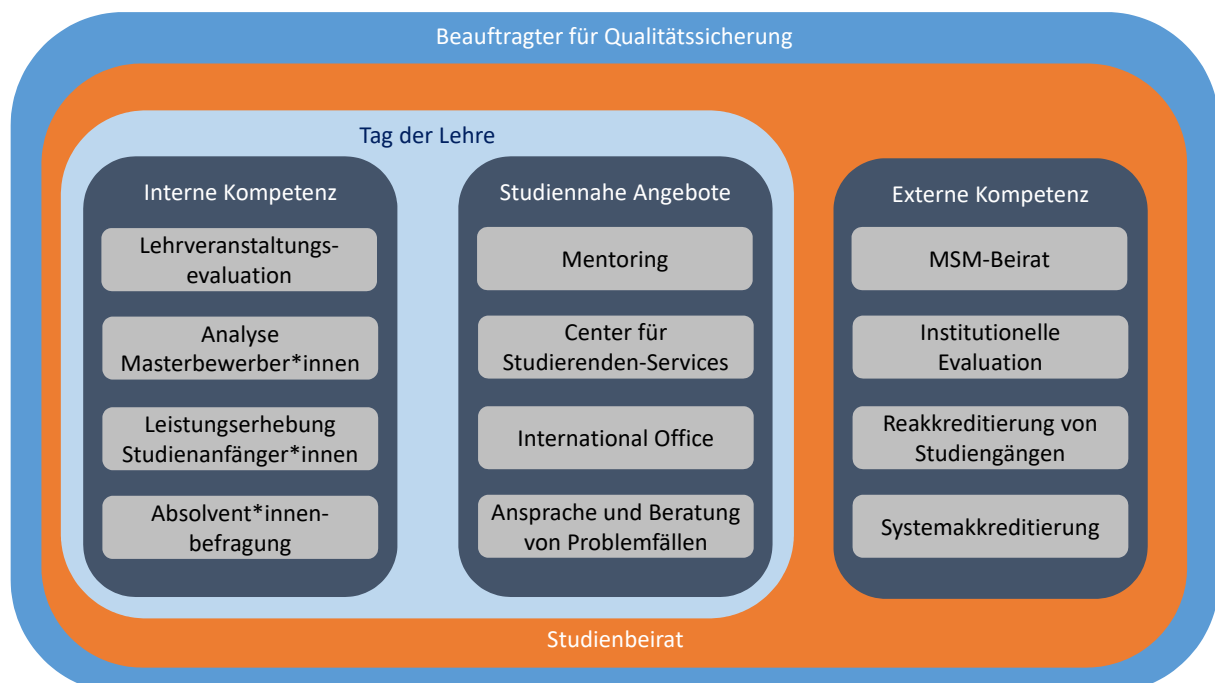 Beauftragter für Qualitätssicherung
Tag der Lehre
Interne Kompetenz
Lehrveranstaltungs-
evaluation
Analyse
Masterbewerber*innen
Leistungserhebung
Studienanfänger*innen
Absolvent*innen-
befragung
Studiennahe Angebote
Mentoring
Center für
Studierenden-Services
International Office
Ansprache und Beratung
von Problemfällen
Externe Kompetenz
MSM-Beirat
Institutionelle
Evaluation
Reakkreditierung von
Studiengängen
Systemakkreditierung
Studienbeirat